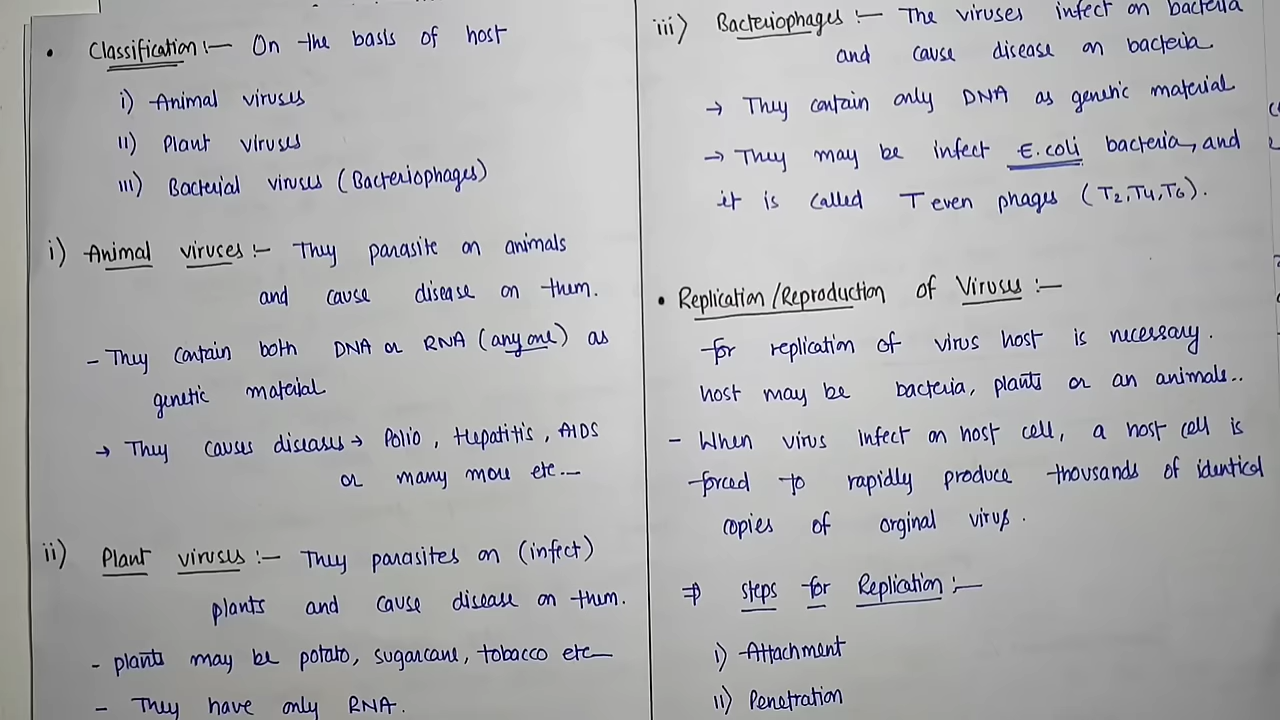 • Classification :— On the basis of host
i) Animal viruses
ii) Plant viruses
iii) Bacterial viruses (Bacteriophages)
i) Animal viruses :— They parasite on animals
and cause disease on them.
- They contain both DNA or RNA (any one) as
genetic material
→ They causes diseases → Polio, Hepatitis, AIDS
or many more etc.—
ii) Plant viruses :— They parasites on (infect)
plants and cause disease on them.
- plants may be potato, sugarcane, tobacco etc—
- They have only RNA.
iii) Bacteriophages :— The viruses infect on bacteria
and cause disease on bacteria
→ They contain only DNA as genetic material
→ They may be infect E.coli bacteria, and
it is called T even phages (T2, T4, T6).
• Replication/Reproduction of Viruses :—
for replication of virus host is necessary.
host may be bacteria, plants or an animals..
- When virus infect on host cell, a host cell is
forced to rapidly produce thousands of identical
copies of orginal virus.
⇒ Steps for Replication :—
i) Attachment
ii) Penetration